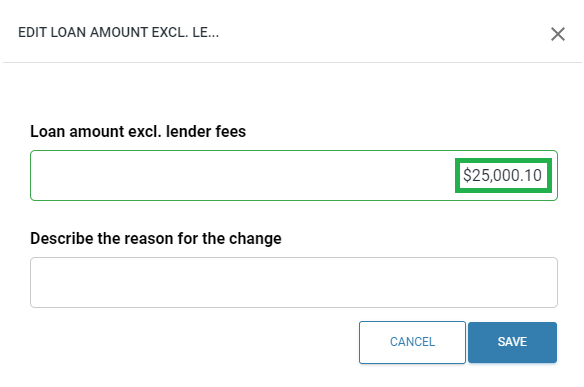 EDIT LOAN AMOUNT EXCL. LE...
Loan amount excl. lender fees
$25,000.10
Describe the reason for the change
CANCEL SAVE